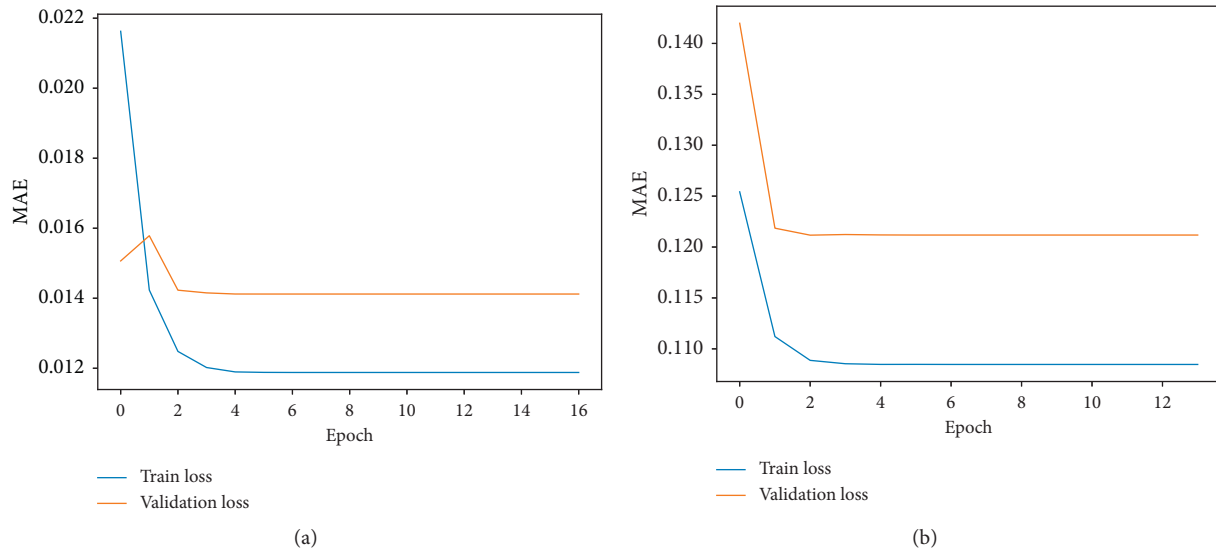 0.022
0.020
0.018
0.016
0.014
0.012
MAE
0 2 4 6 8 10 12 14 16
Epoch
Train loss
Validation loss
(a)
0.140
0.135
0.130
0.125
0.120
0.115
0.110
MAE
0 2 4 6 8 10 12
Epoch
Train loss
Validation loss
(b)